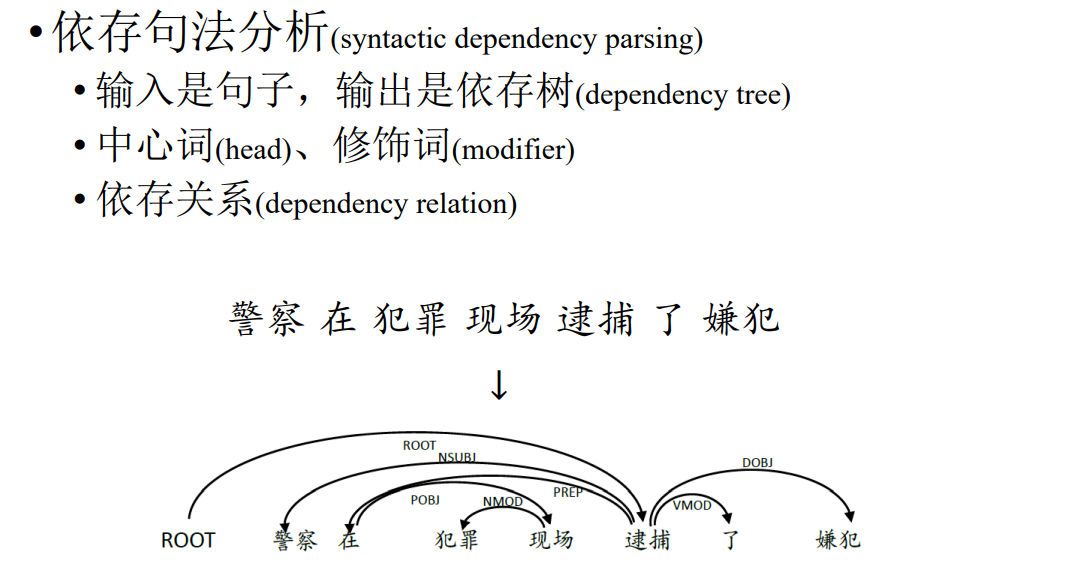 • 依存句法分析(syntactic dependency parsing)
• 输入是句子，输出是依存树(dependency tree)
• 中心词(head)、修饰词(modifier)
• 依存关系(dependency relation)
警察 在 犯罪 现场 逮捕 了 嫌犯
↓
ROOT
NSUBJ
DOBJ
POBJ NMOD PREP VMOD
ROOT 警察 在 犯罪 现场 逮捕 了 嫌犯